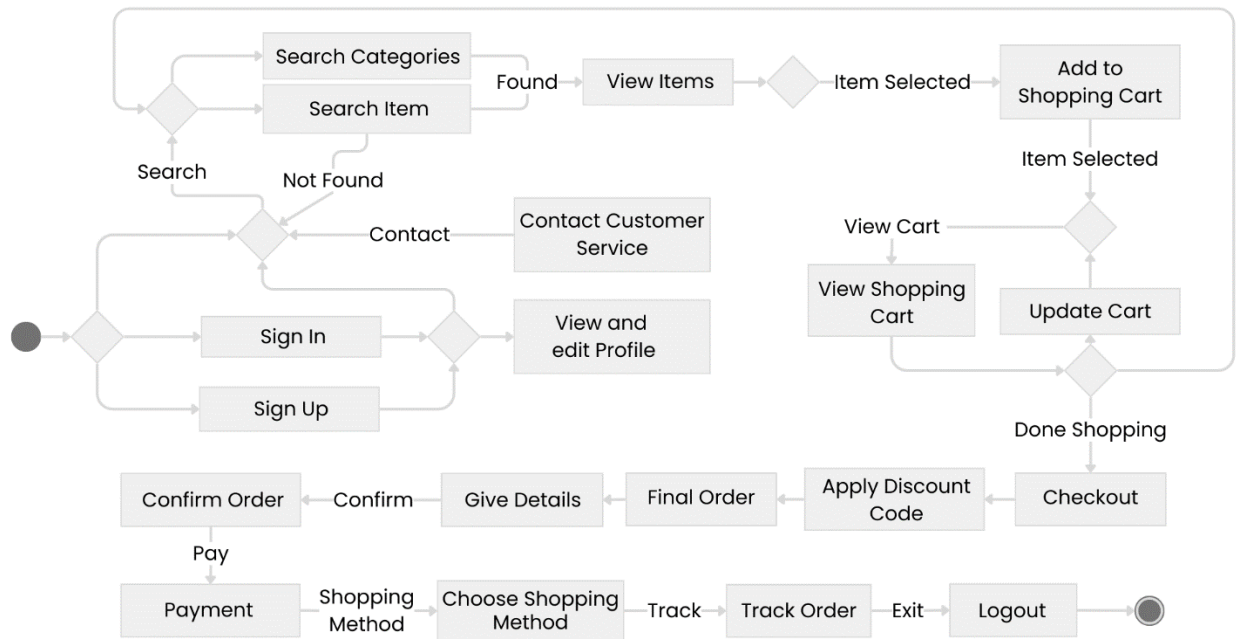 Search Categories
Search Item
Found
View Items
Item Selected
Add to
Shopping Cart
Search
Not Found
Item Selected
Contact
Contact Customer
Service
View Cart
View Shopping
Cart
Update Cart
Sign In
View and
edit Profile
Sign Up
Done Shopping
Confirm Order
Confirm
Give Details
Final Order
Apply Discount
Code
Checkout
Pay
Payment
Shopping
Method
Choose Shopping
Method
Track
Track Order
Exit
Logout